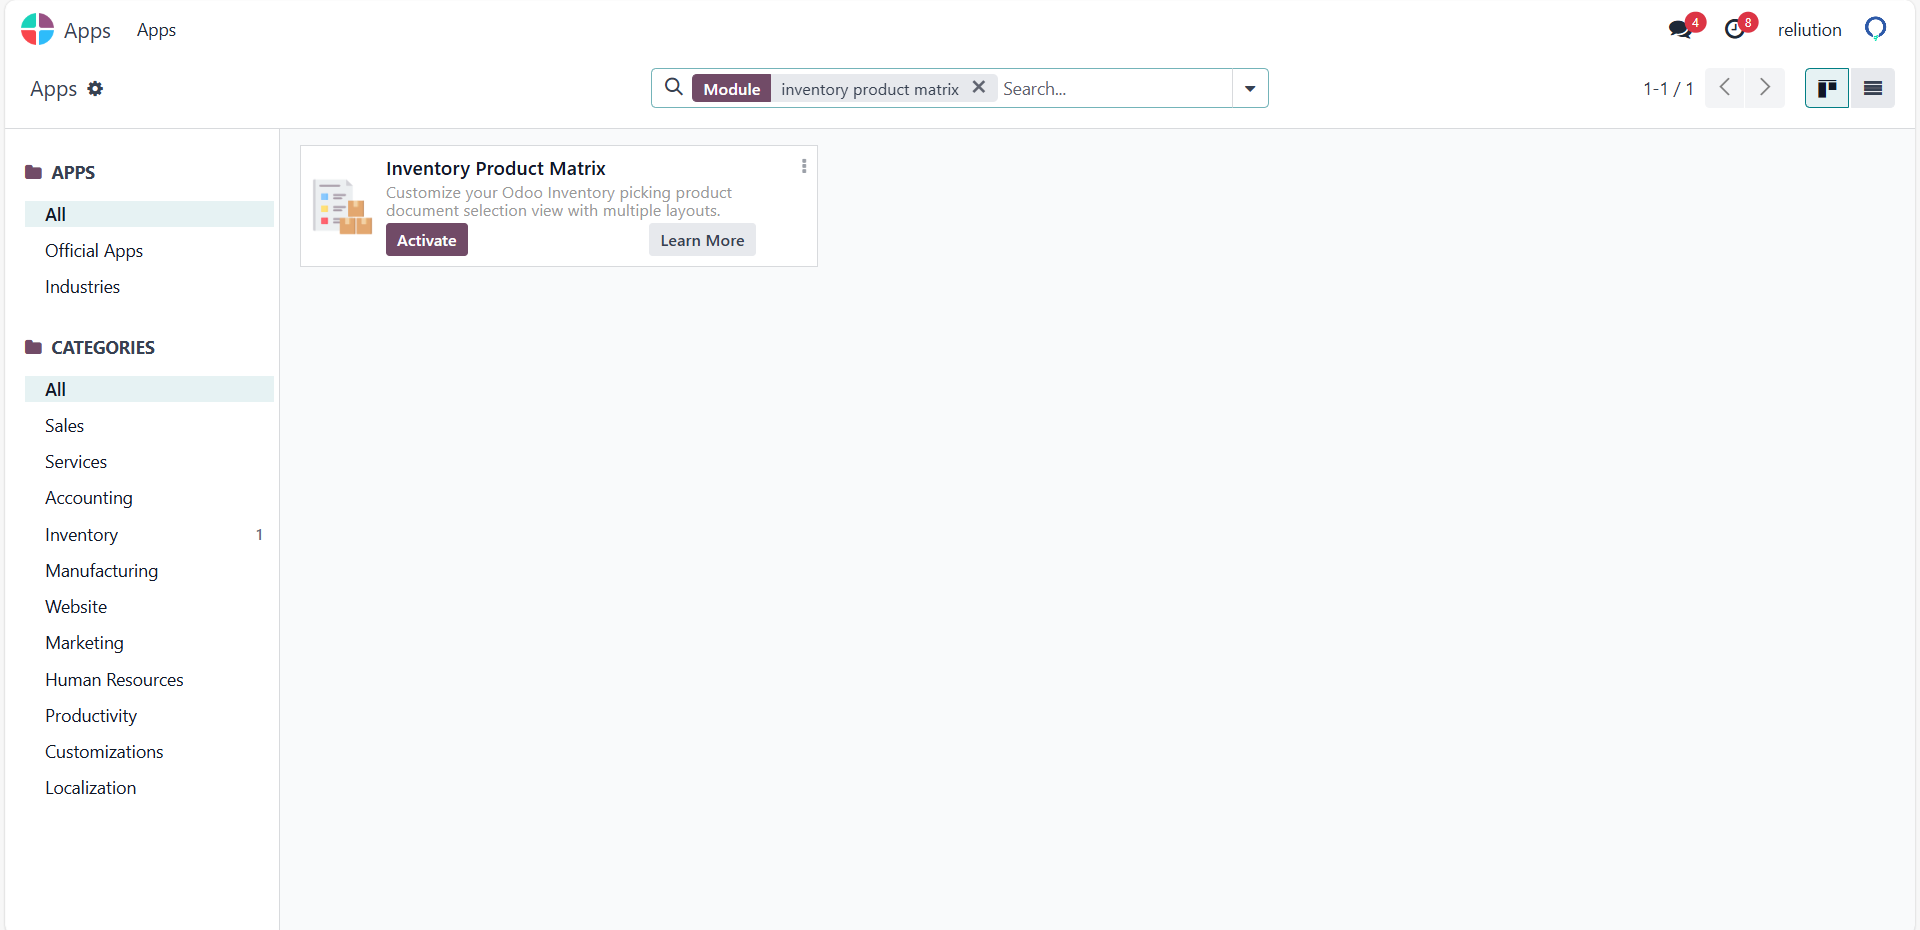 Apps Apps 4 8 reliution
Apps Module inventory product matrix Search... 1-1 / 1
APPS
All
Official Apps
Industries
CATEGORIES
All
Sales
Services
Accounting
Inventory 1
Manufacturing
Website
Marketing
Human Resources
Productivity
Customizations
Localization
Inventory Product Matrix
Customize your Odoo Inventory picking product
document selection view with multiple layouts.
Activate Learn More